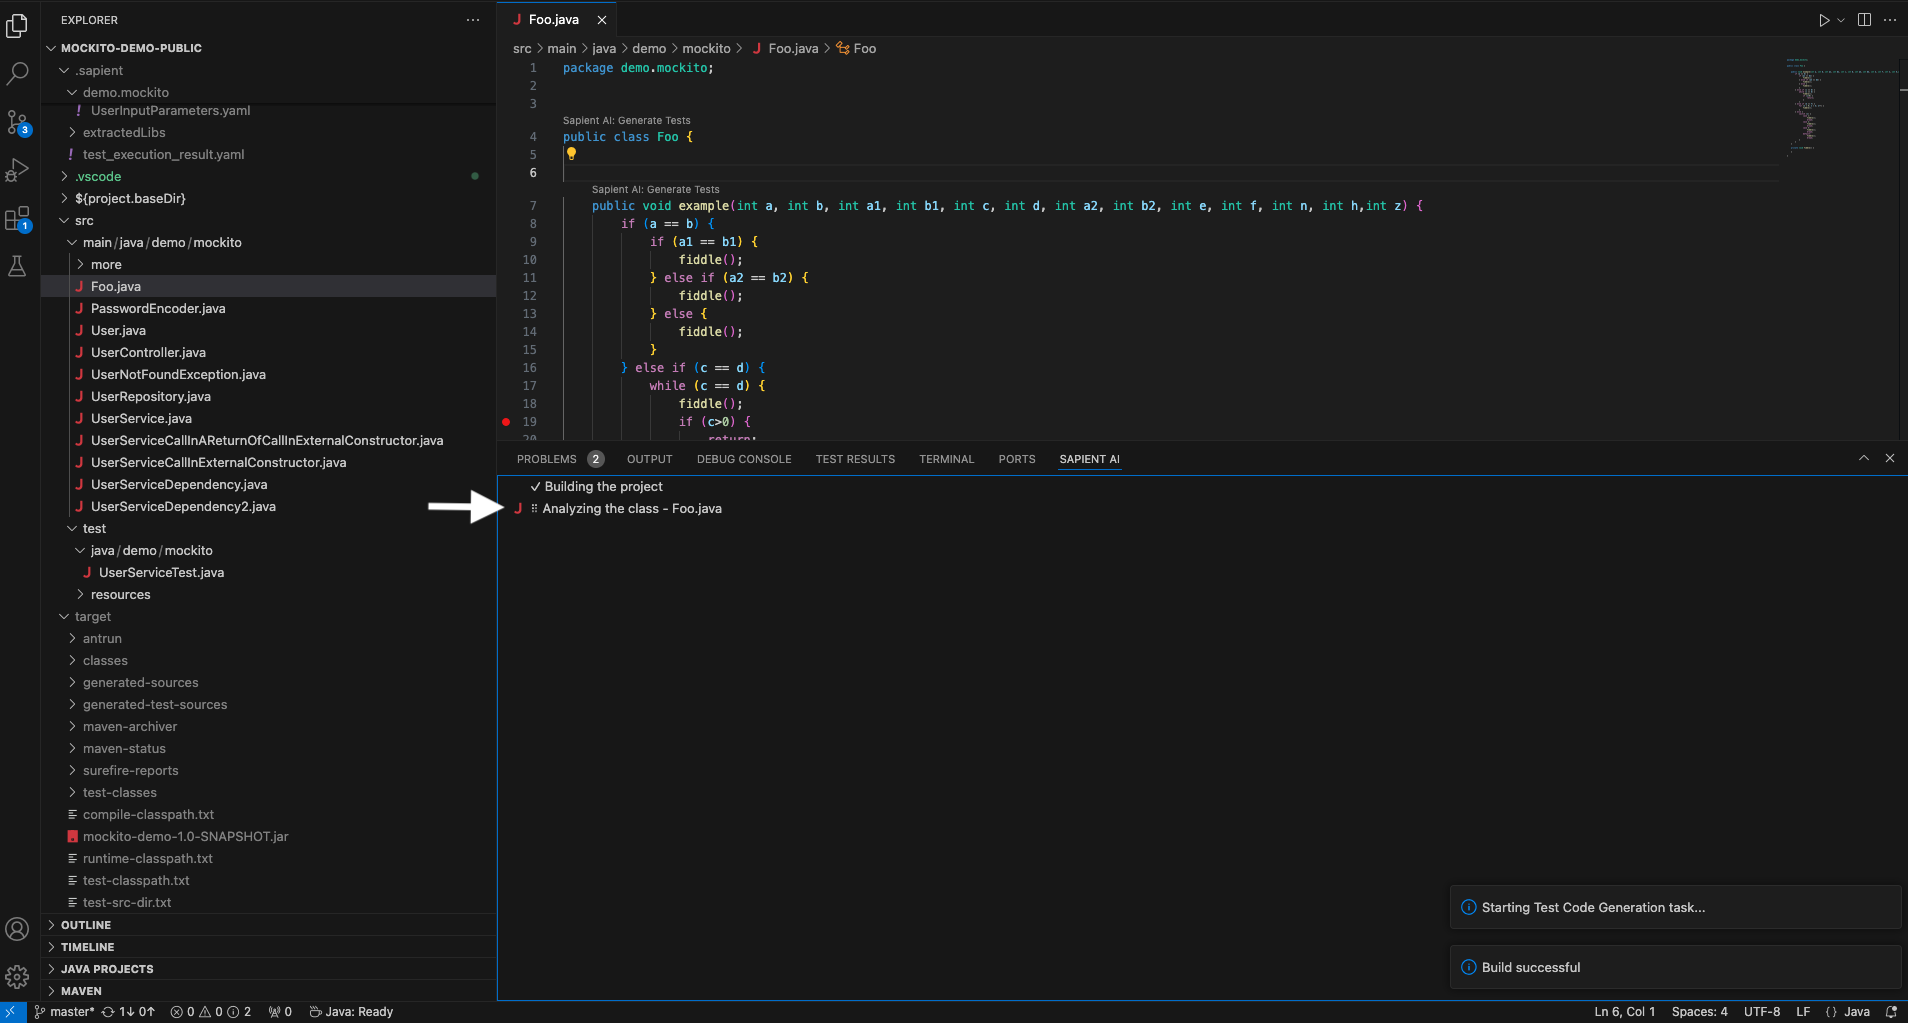 EXPLORER
MOCKITO-DEMO-PUBLIC
.sapient
demo.mockito
! UserInputParameters.yaml
extractedLibs
! test_execution_result.yaml
.vscode
${project.baseDir}
src
main/java/demo/mockito
more
J Foo.java
J PasswordEncoder.java
J User.java
J UserController.java
J UserNotFoundException.java
J UserRepository.java
J UserService.java
J UserServiceCallInAReturnOfCallInExternalConstructor.java
J UserServiceCallInExternalConstructor.java
J UserServiceDependency.java
J UserServiceDependency2.java
test
java/demo/mockito
J UserServiceTest.java
resources
target
antrun
classes
generated-sources
generated-test-sources
maven-archiver
maven-status
surefire-reports
test-classes
compile-classpath.txt
mockito-demo-1.0-SNAPSHOT.jar
runtime-classpath.txt
test-classpath.txt
test-src-dir.txt
OUTLINE
TIMELINE
JAVA PROJECTS
MAVEN
3
1
J Foo.java
src > main > java > demo > mockito > J Foo.java > Foo
1 package demo.mockito;
2
3
Sapient AI: Generate Tests
4 public class Foo {
5
6
Sapient AI: Generate Tests
7 public void example(int a, int b, int a1, int b1, int c, int d, int a2, int b2, int e, int f, int n, int h,int z) {
8 if (a == b) {
9 if (a1 == b1) {
10 fiddle();
11 } else if (a2 == b2) {
12 fiddle();
13 } else {
14 fiddle();
15 }
16 } else if (c == d) {
17 while (c == d) {
18 fiddle();
19 if (c>0) {
20 return;
PROBLEMS 2 OUTPUT DEBUG CONSOLE TEST RESULTS TERMINAL PORTS SAPIENT AI
✓ Building the project
J ⠿ Analyzing the class - Foo.java
Starting Test Code Generation task...
Build successful
master* 1↓ 0↑ 0 0 2 0 Java: Ready
Ln 6, Col 1 Spaces: 4 UTF-8 LF {} Java